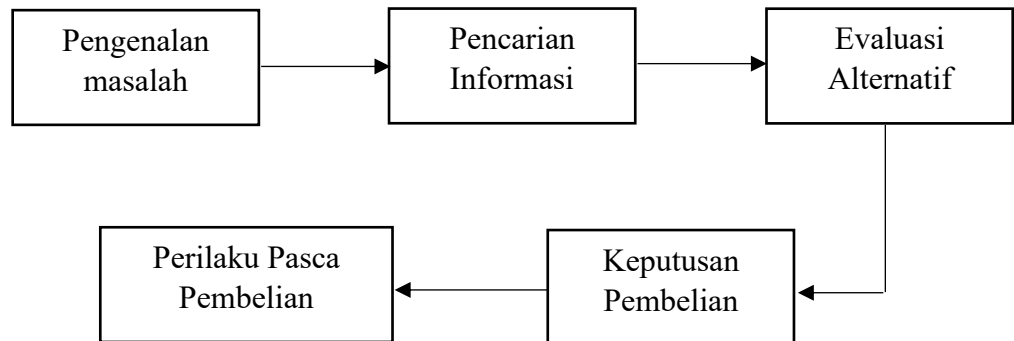 Pengenalan
masalah
Pencarian
Informasi
Evaluasi
Alternatif
Keputusan
Pembelian
Perilaku Pasca
Pembelian